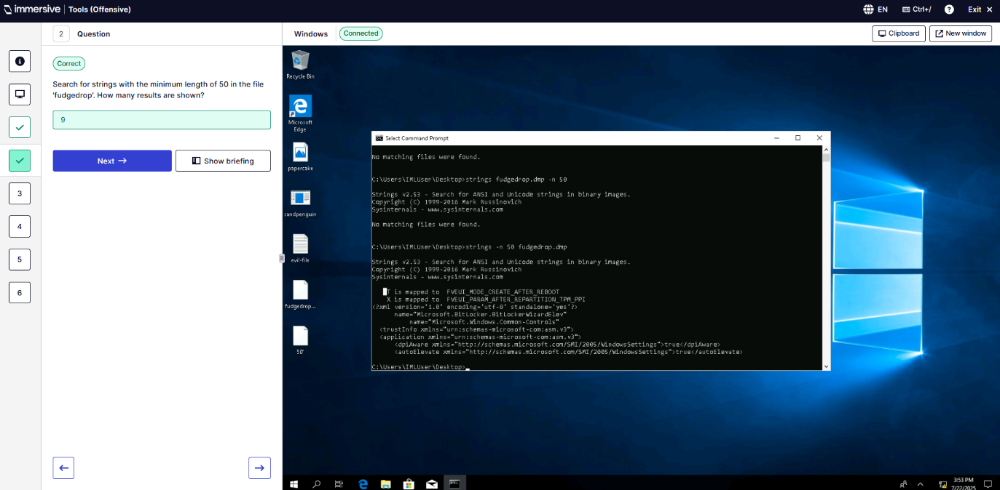 immersive Tools (Offensive)
EN Ctrl+/ ? Exit
2 Question
Correct
Search for strings with the minimum length of 50 in the file
'fudgedrop'. How many results are shown?
9
Next
Show briefing
3
4
5
6
Windows Connected
Clipboard New window
Recycle Bin
Microsoft
Edge
papercake
sandpenguin
evil-file
fudgedrop...
50'
Select Command Prompt
No matching files were found.
C:\Users\IMLUser\Desktop>strings fudgedrop.dmp -n 50
Strings v2.53 - Search for ANSI and Unicode strings in binary images.
Copyright (C) 1999-2016 Mark Russinovich
Sysinternals - www.sysinternals.com
No matching files were found.
C:\Users\IMLUser\Desktop>strings -n 50 fudgedrop.dmp
Strings v2.53 - Search for ANSI and Unicode strings in binary images.
Copyright (C) 1999-2016 Mark Russinovich
Sysinternals - www.sysinternals.com
T is mapped to FVEUI_MODE_CREATE_AFTER_REBOOT
X is mapped to FVEUI_PARAM_AFTER_REPARTITION_TPM_PPI
<?xml version='1.0' encoding='utf-8' standalone='yes'?>
name="Microsoft.BitLocker.BitLockerWizardElev"
name="Microsoft.Windows.Common-Controls"
<trustInfo xmlns="urn:schemas-microsoft-com:asm.v3">
<application xmlns="urn:schemas-microsoft-com:asm.v3">
<dpiAware xmlns="http://schemas.microsoft.com/SMI/2005/WindowsSettings">true</dpiAware>
<autoElevate xmlns="http://schemas.microsoft.com/SMI/2005/WindowsSettings">true</autoElevate>
C:\Users\IMLUser\Desktop>
3:53 PM
7/22/2025